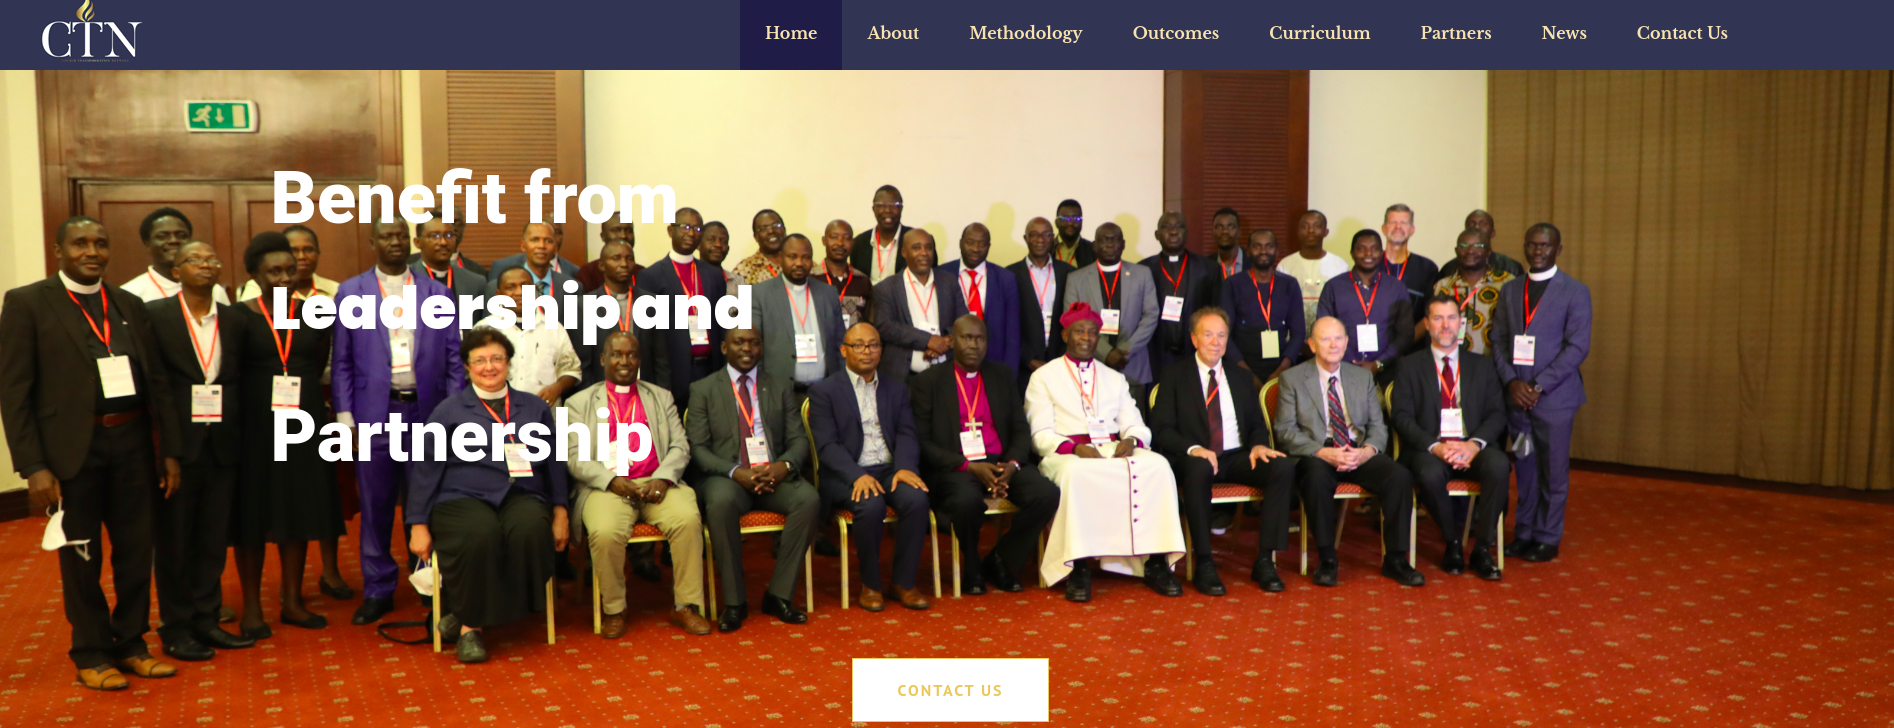 CTN
Home About Methodology Outcomes Curriculum Partners News Contact Us
Benefit from
Leadership and
Partnership
CONTACT US